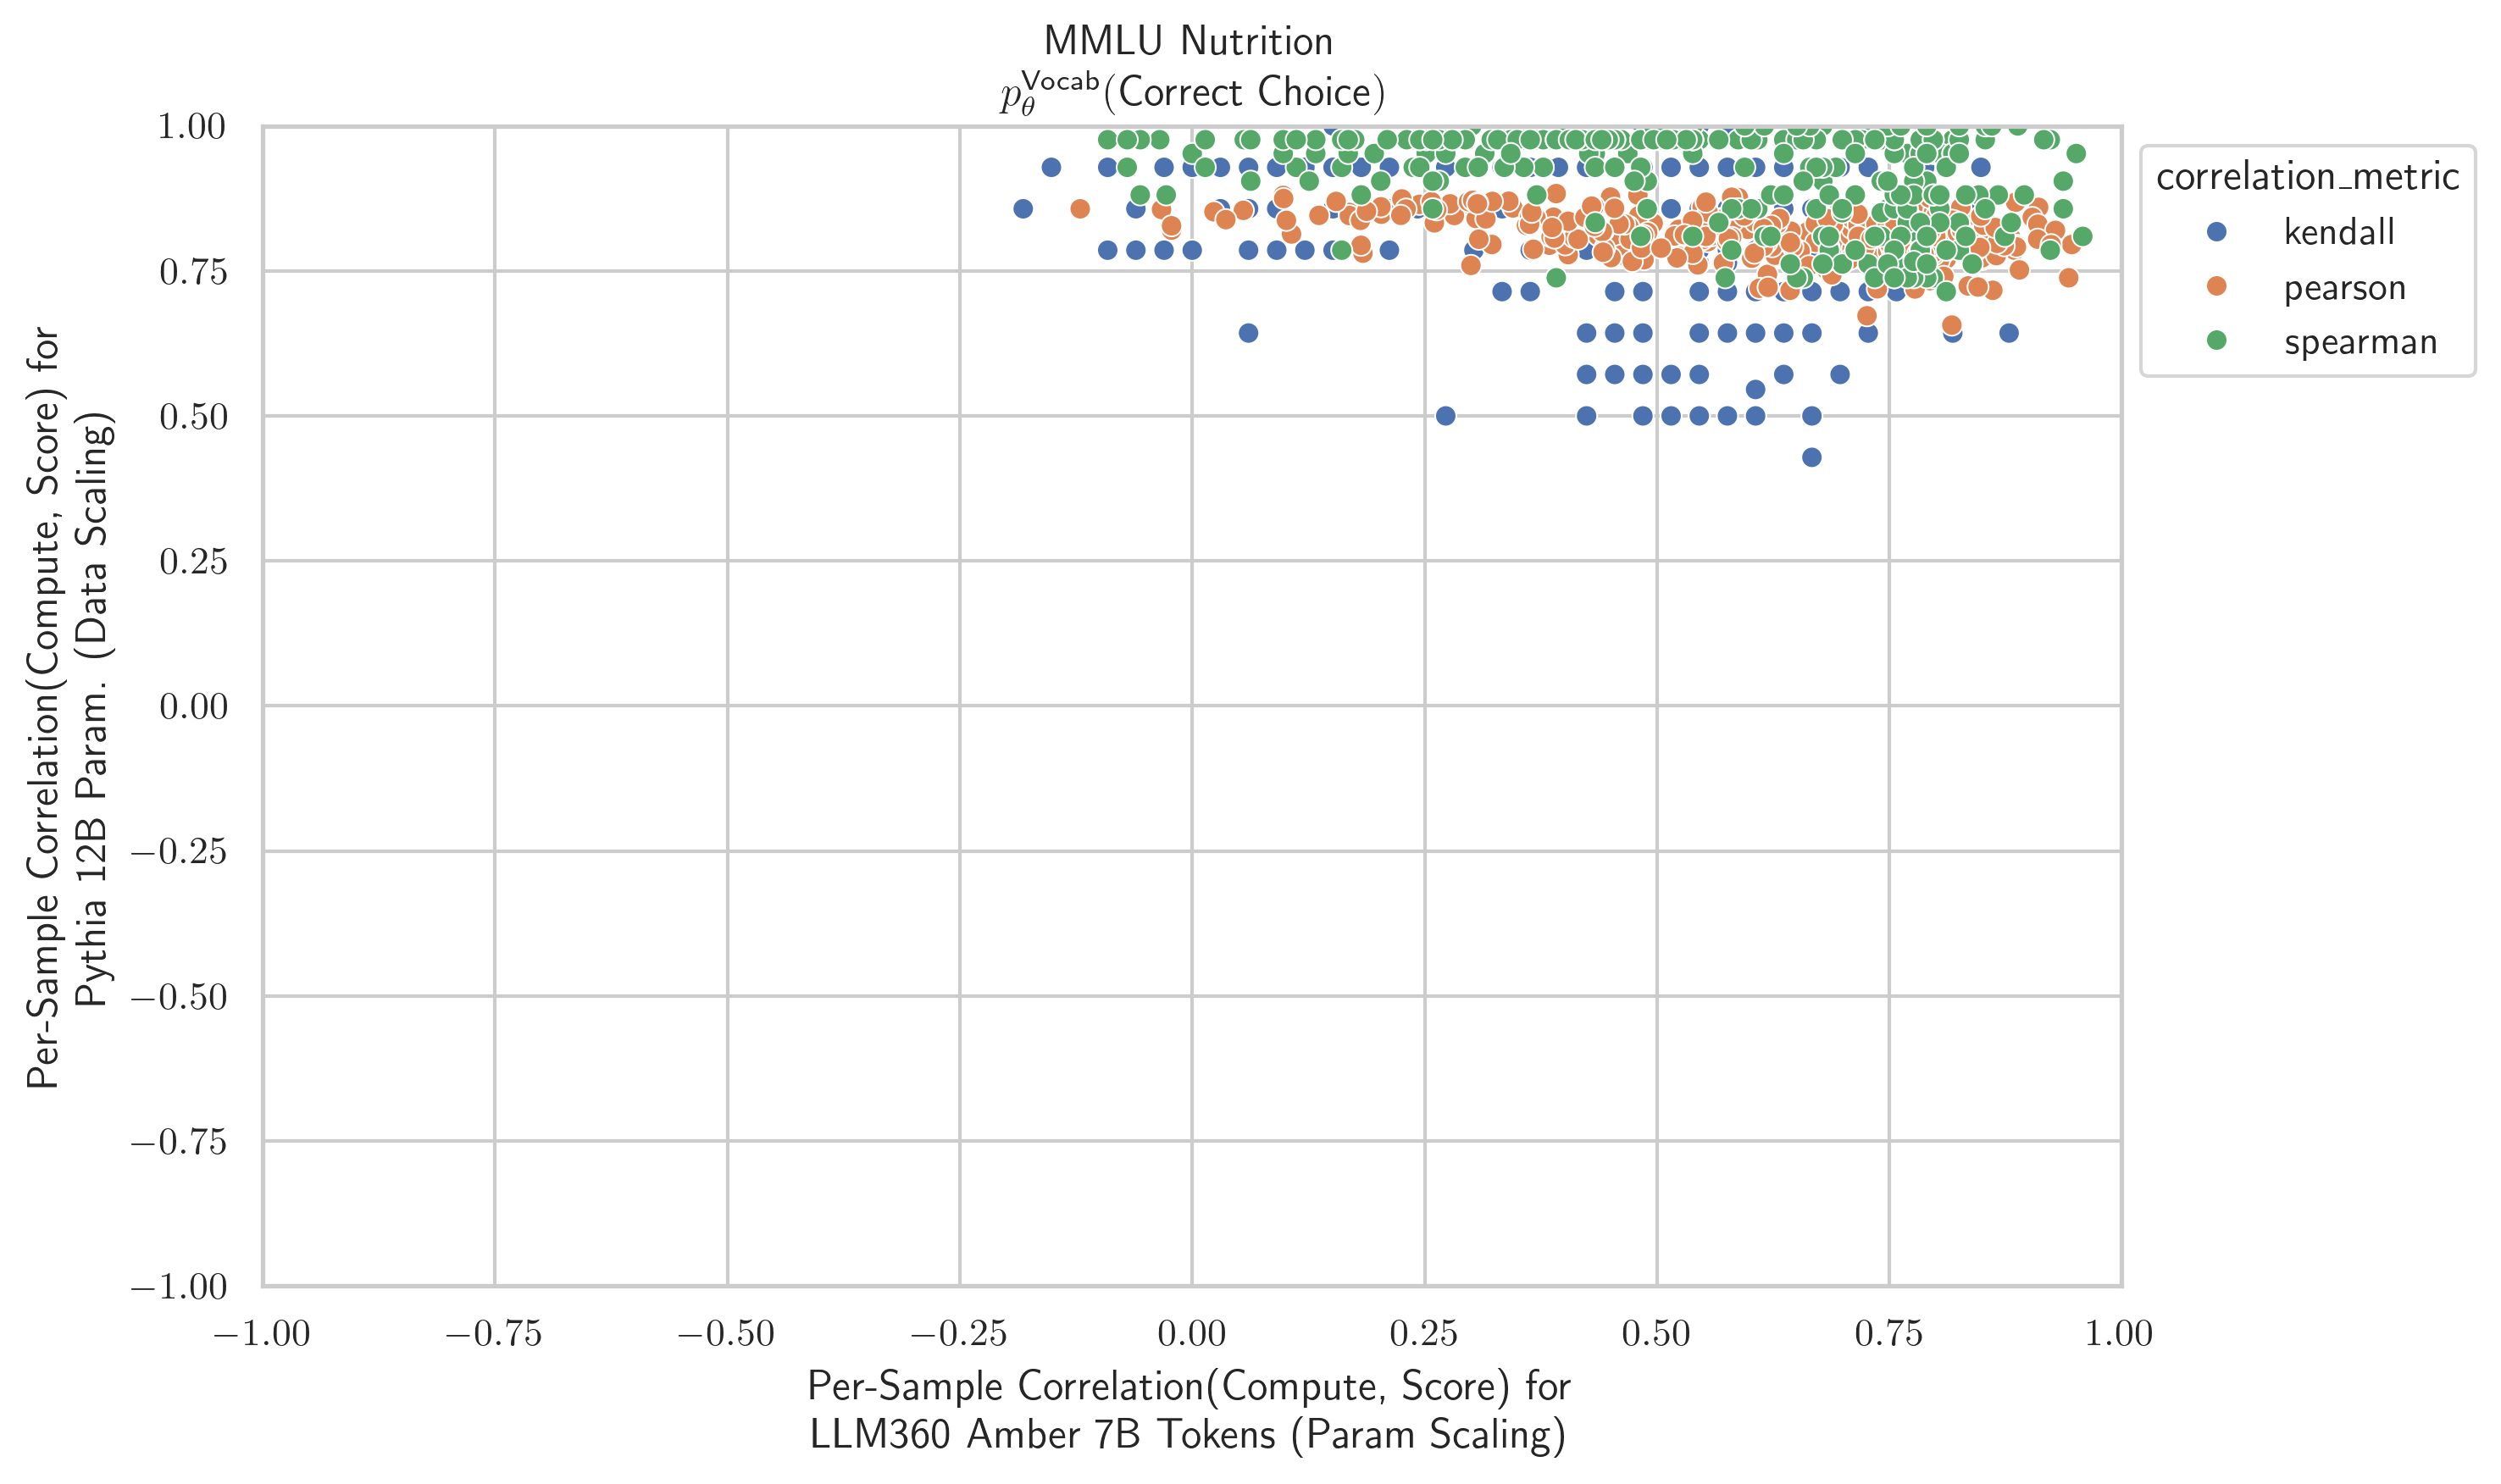 MMLU Nutrition
p_θ^Vocab(Correct Choice)
1.00
0.75
0.50
0.25
0.00
−0.25
−0.50
−0.75
−1.00
Per-Sample Correlation(Compute, Score) for
Pythia 12B Param. (Data Scaling)
correlation_metric
kendall
pearson
spearman
−1.00
−0.75
−0.50
−0.25
0.00
0.25
0.50
0.75
1.00
Per-Sample Correlation(Compute, Score) for
LLM360 Amber 7B Tokens (Param Scaling)